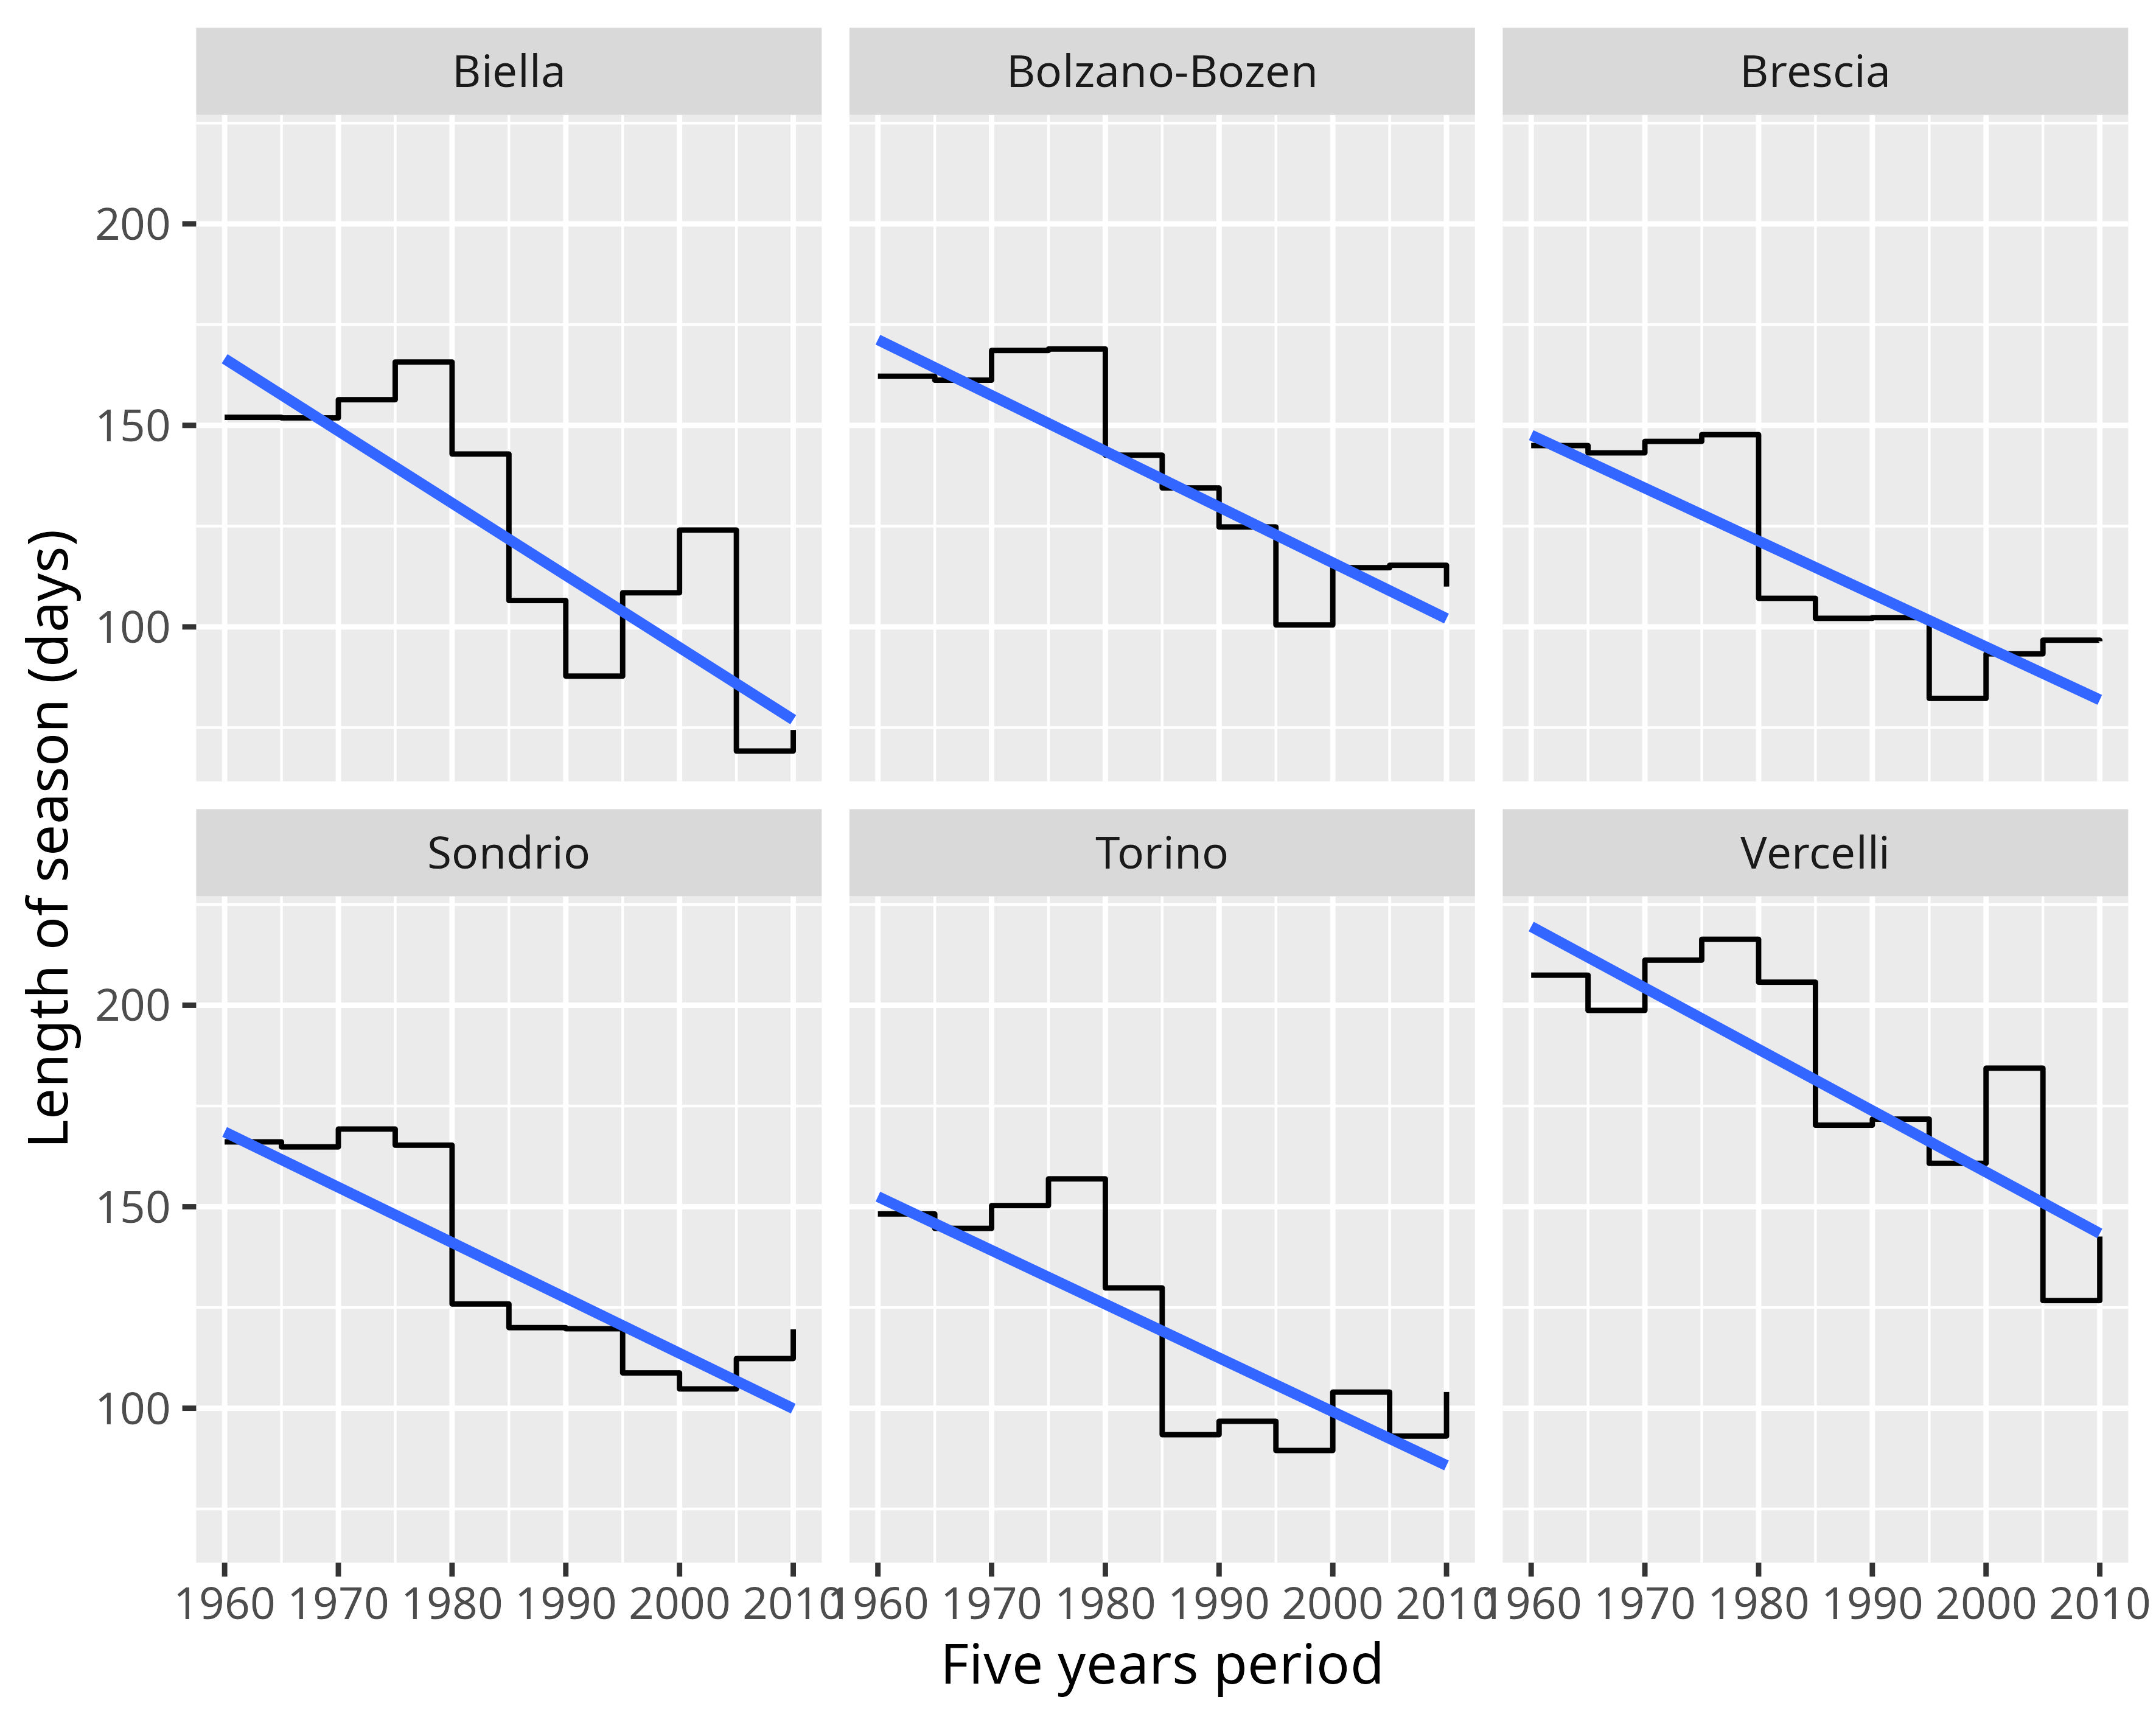 Biella
Bolzano-Bozen
Brescia
200
150
100
Sondrio
Torino
Vercelli
200
150
100
1960 1970 1980 1990 2000 2010
1960 1970 1980 1990 2000 2010
1960 1970 1980 1990 2000 2010
Five years period
Length of season (days)